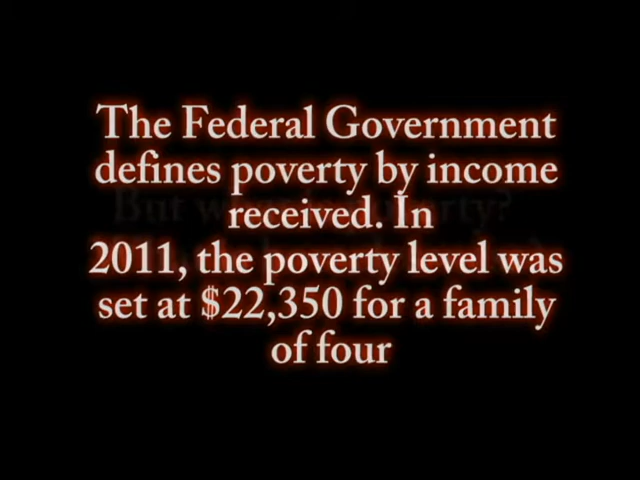 The Federal Government
defines poverty by income
received. In
2011, the poverty level was
set at $22,350 for a family
of four